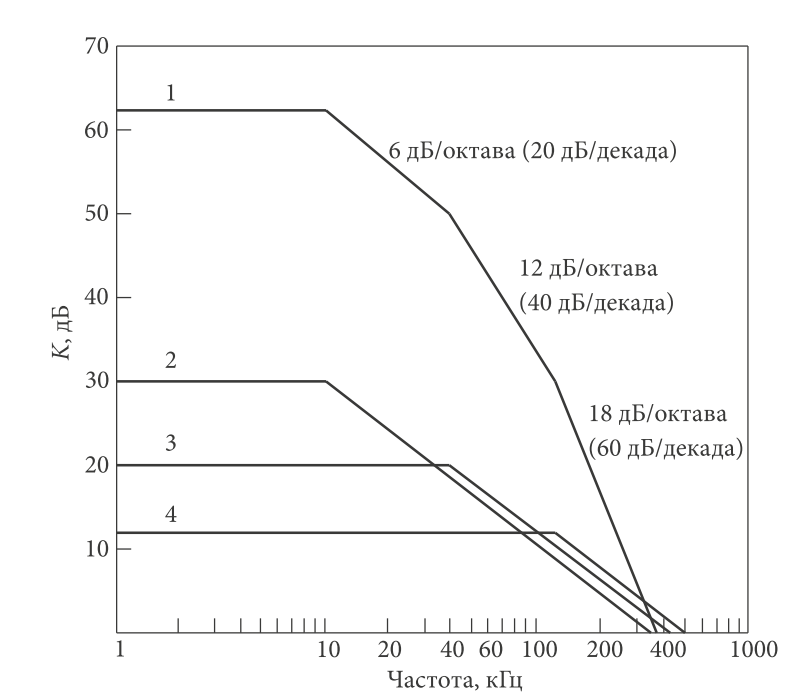 70
1
60
6 дБ/октава (20 дБ/декада)
50
12 дБ/октава
(40 дБ/декада)
40
K, дБ
2
30
18 дБ/октава
(60 дБ/декада)
3
20
4
10
1 10 20 40 60 100 200 400 1000
Частота, кГц